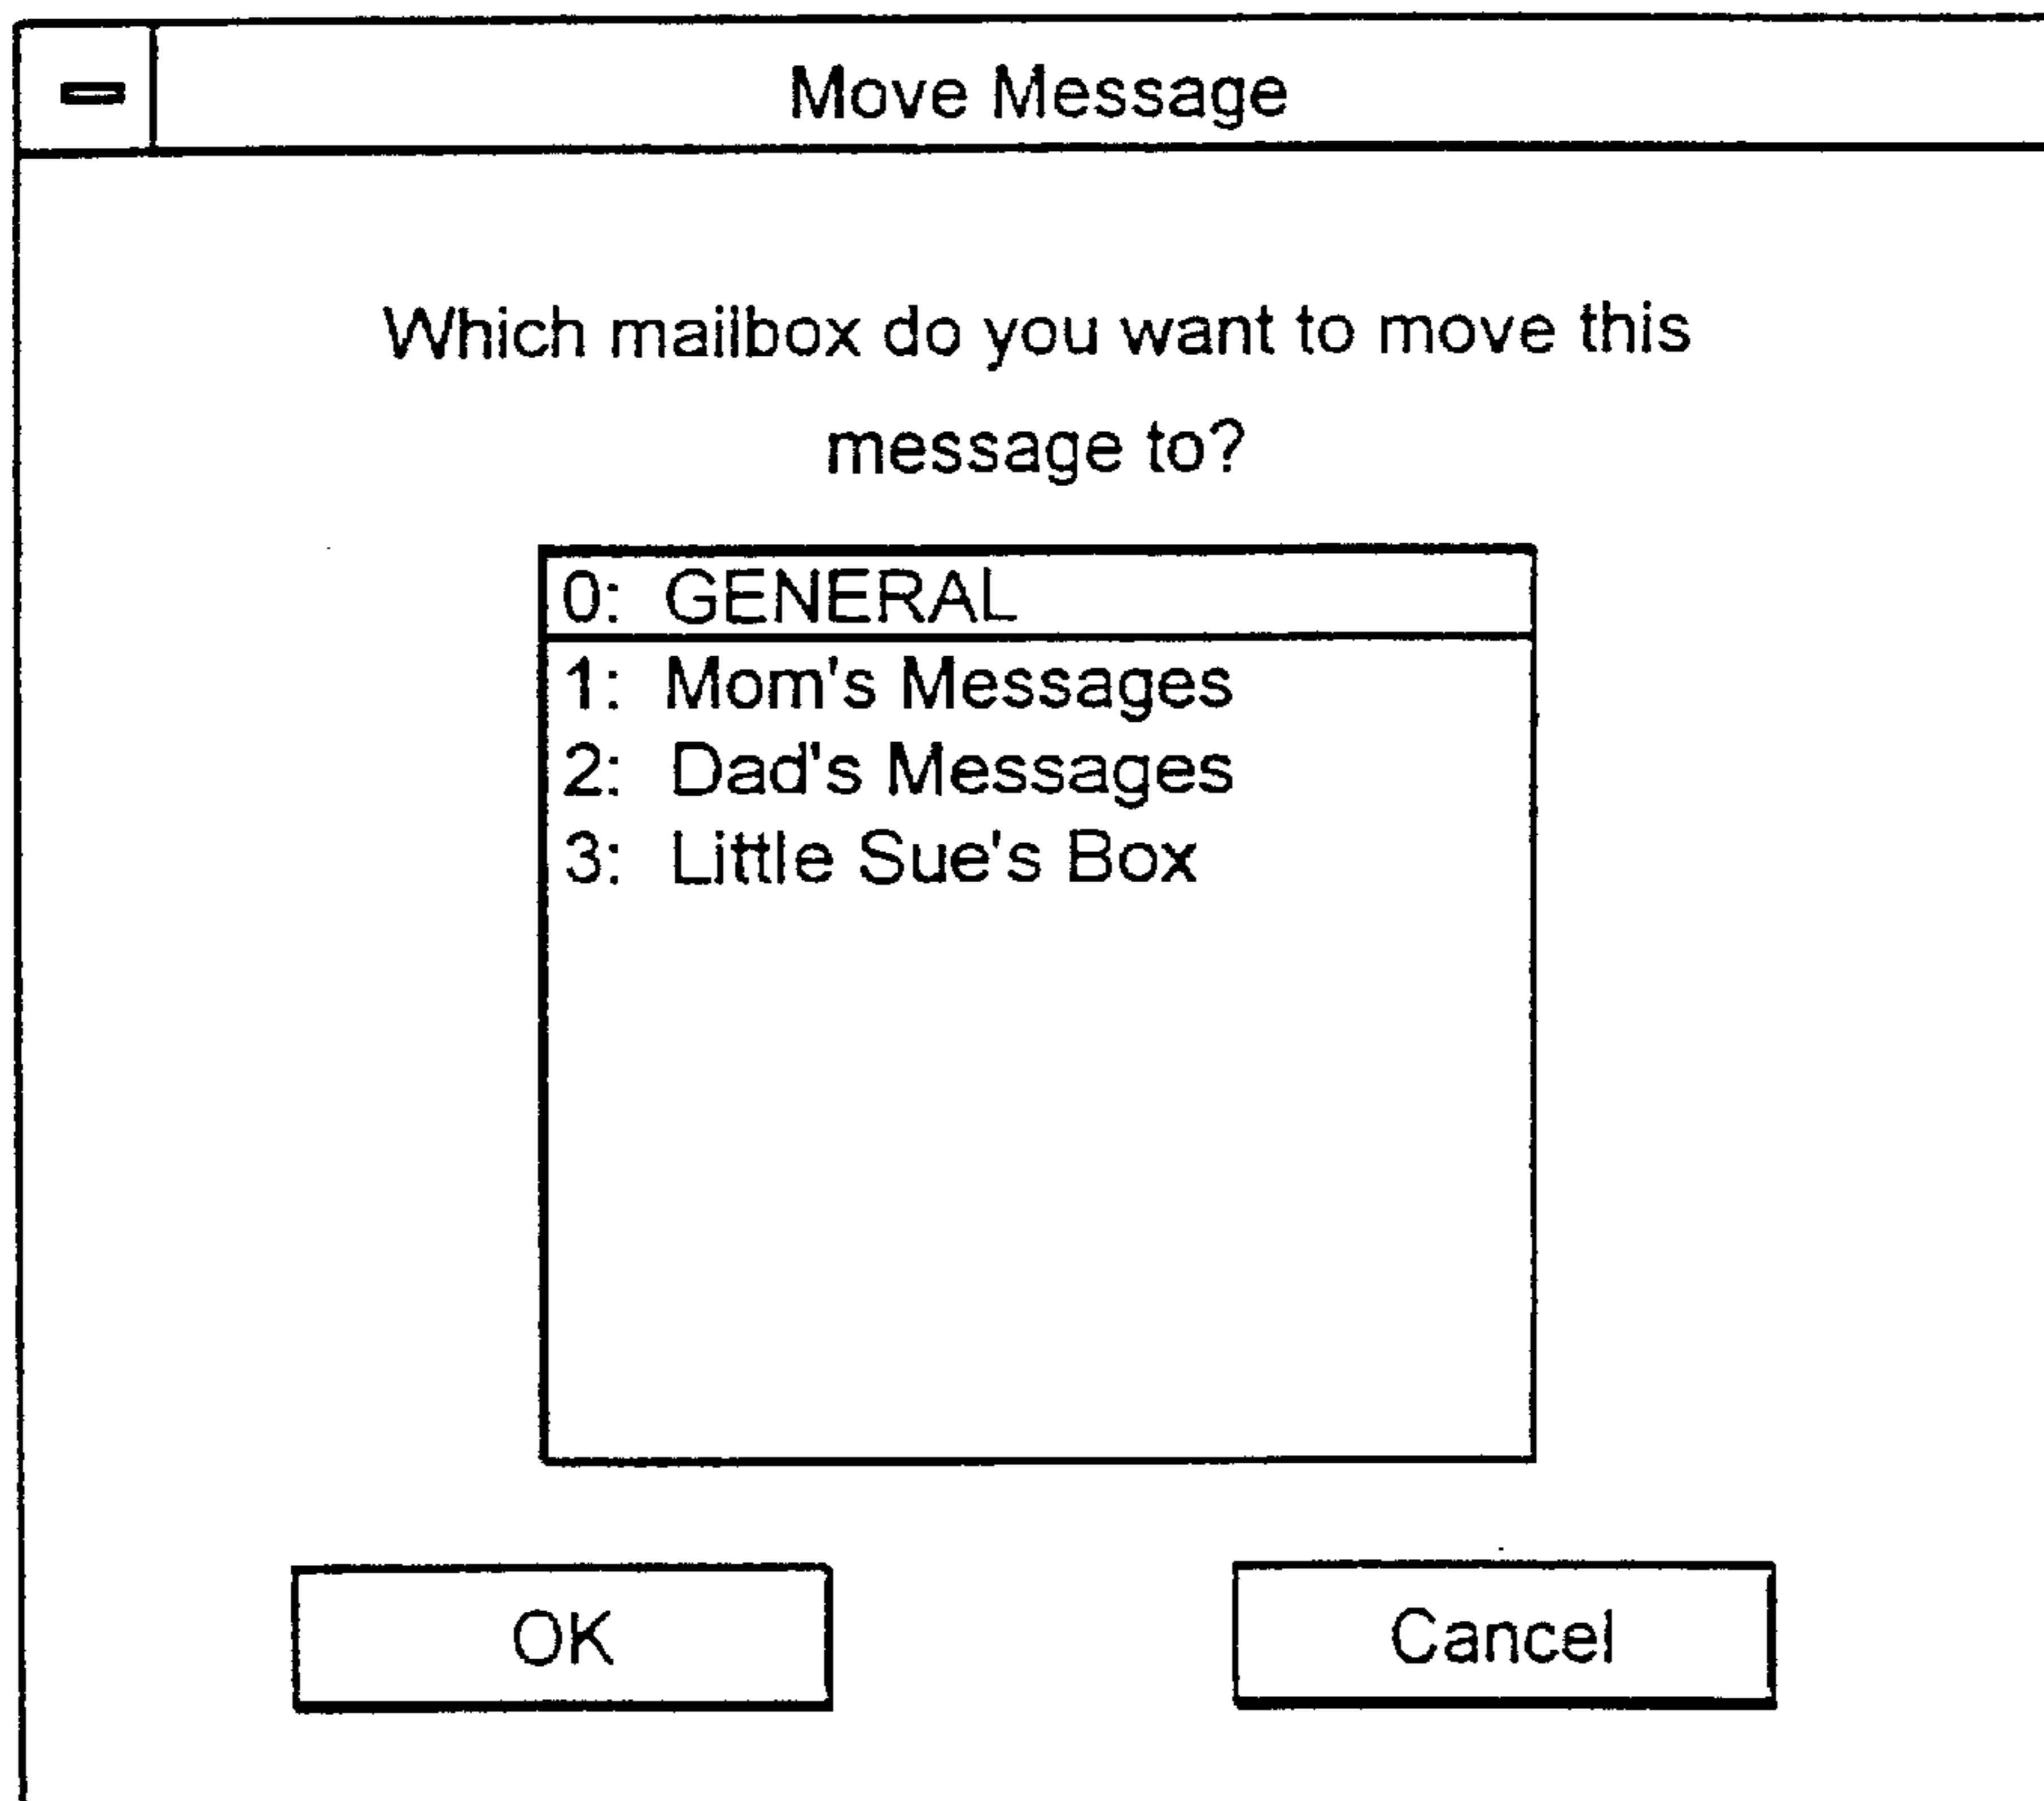 Move Message
Which mailbox do you want to move this
message to?
0: GENERAL
1: Mom's Messages
2: Dad's Messages
3: Little Sue's Box
OK
Cancel